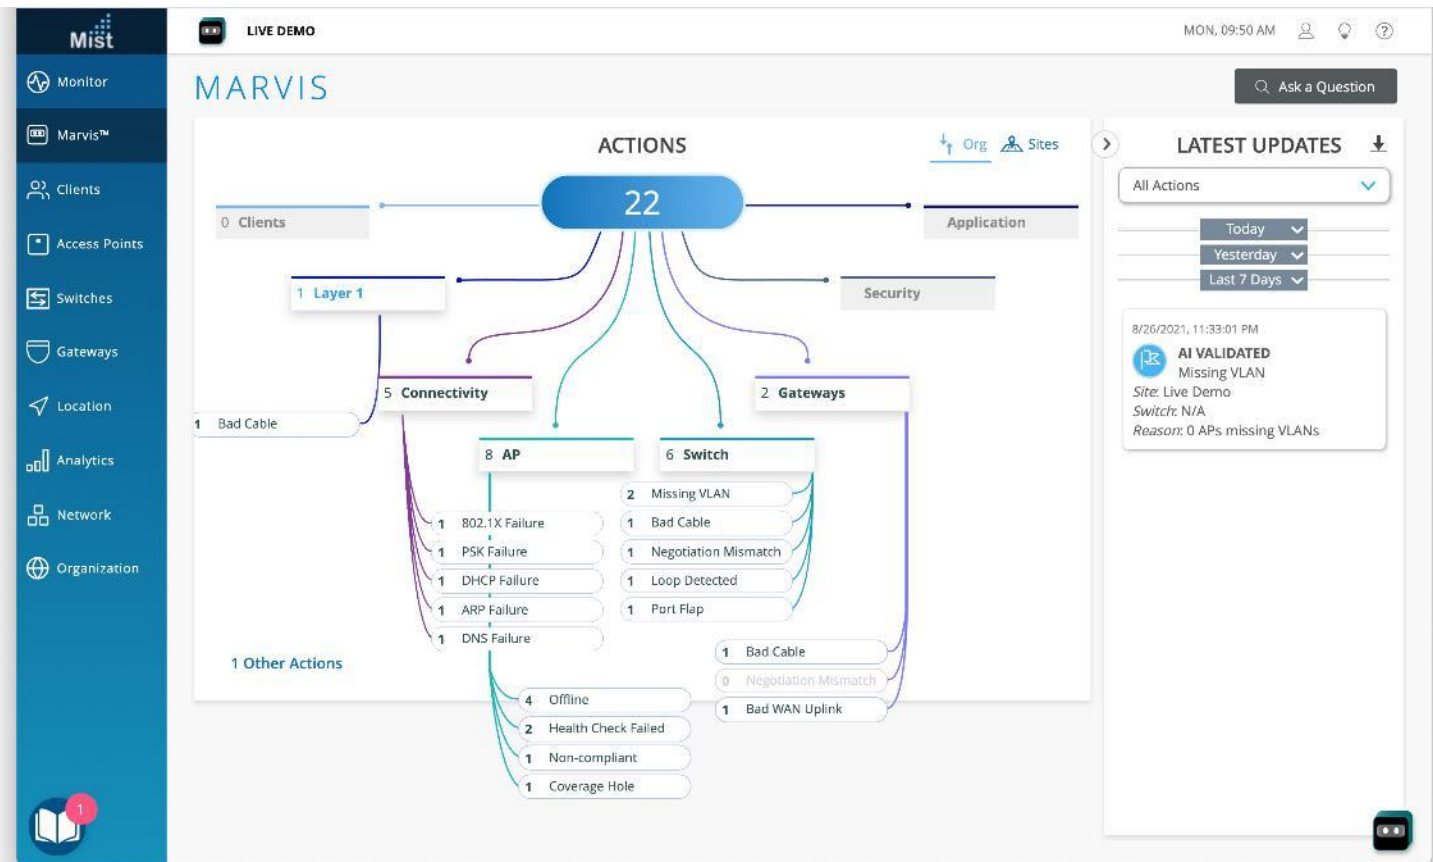 Mist
LIVE DEMO
MON, 09:50 AM
Monitor
Marvis™
Clients
Access Points
Switches
Gateways
Location
Analytics
Network
Organization
1
MARVIS
Ask a Question
ACTIONS
Org
Sites
22
0 Clients
Application
1 Layer 1
Security
5 Connectivity
2 Gateways
1 Bad Cable
8 AP
6 Switch
1 802.1X Failure
1 PSK Failure
1 DHCP Failure
1 ARP Failure
1 DNS Failure
2 Missing VLAN
1 Bad Cable
1 Negotiation Mismatch
1 Loop Detected
1 Port Flap
1 Bad Cable
0 Negotiation Mismatch
1 Bad WAN Uplink
1 Other Actions
4 Offline
2 Health Check Failed
1 Non-compliant
1 Coverage Hole
LATEST UPDATES
All Actions
Today
Yesterday
Last 7 Days
8/26/2021, 11:33:01 PM
AI VALIDATED
Missing VLAN
Site: Live Demo
Switch: N/A
Reason: 0 APs missing VLANs